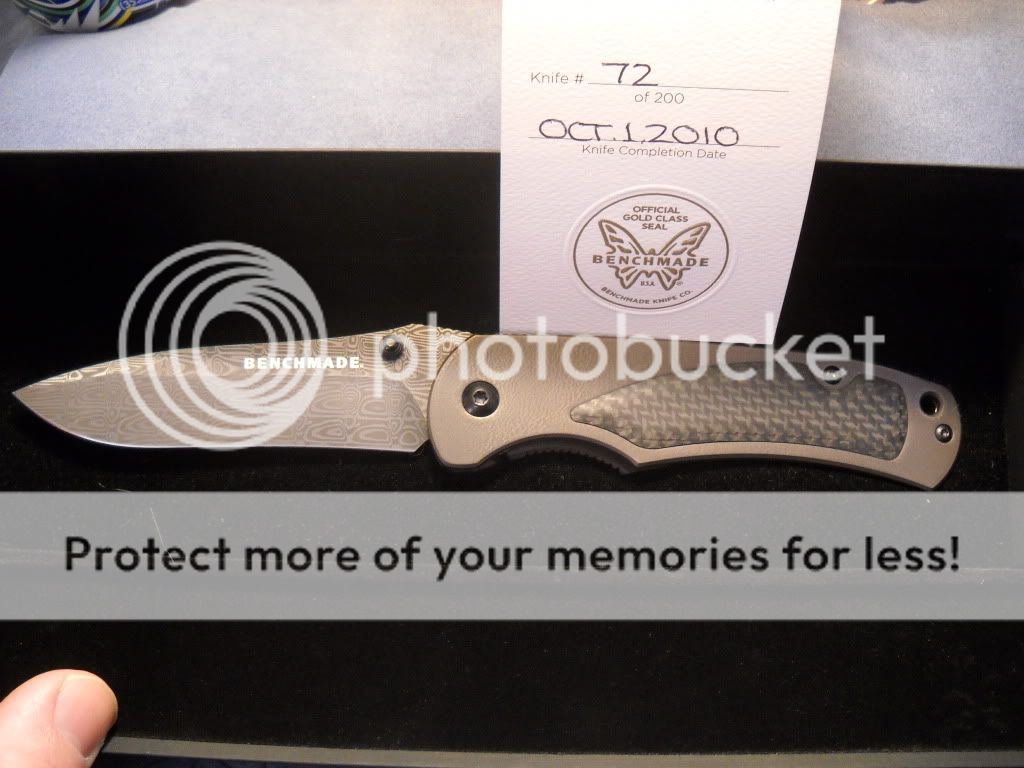 Knife # 72
of 200
OCT. 1, 2010
Knife Completion Date
OFFICIAL
GOLD CLASS
SEAL
BENCHMADE
U.S.A. ®
BENCHMADE KNIFE CO.
BENCHMADE®
photobucket
Protect more of your memories for less!